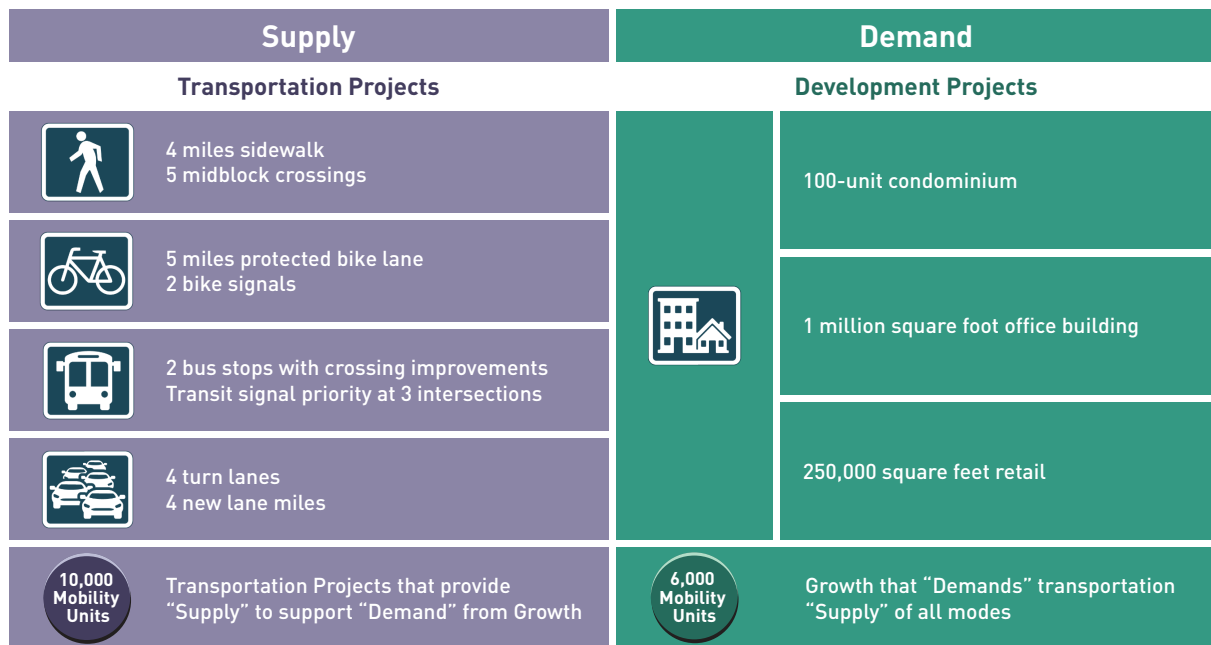 Supply
Transportation Projects
4 miles sidewalk
5 midblock crossings
5 miles protected bike lane
2 bike signals
2 bus stops with crossing improvements
Transit signal priority at 3 intersections
4 turn lanes
4 new lane miles
10,000
Mobility
Units
Transportation Projects that provide
“Supply” to support “Demand” from Growth
Demand
Development Projects
100-unit condominium
1 million square foot office building
250,000 square feet retail
6,000
Mobility
Units
Growth that “Demands” transportation
“Supply” of all modes